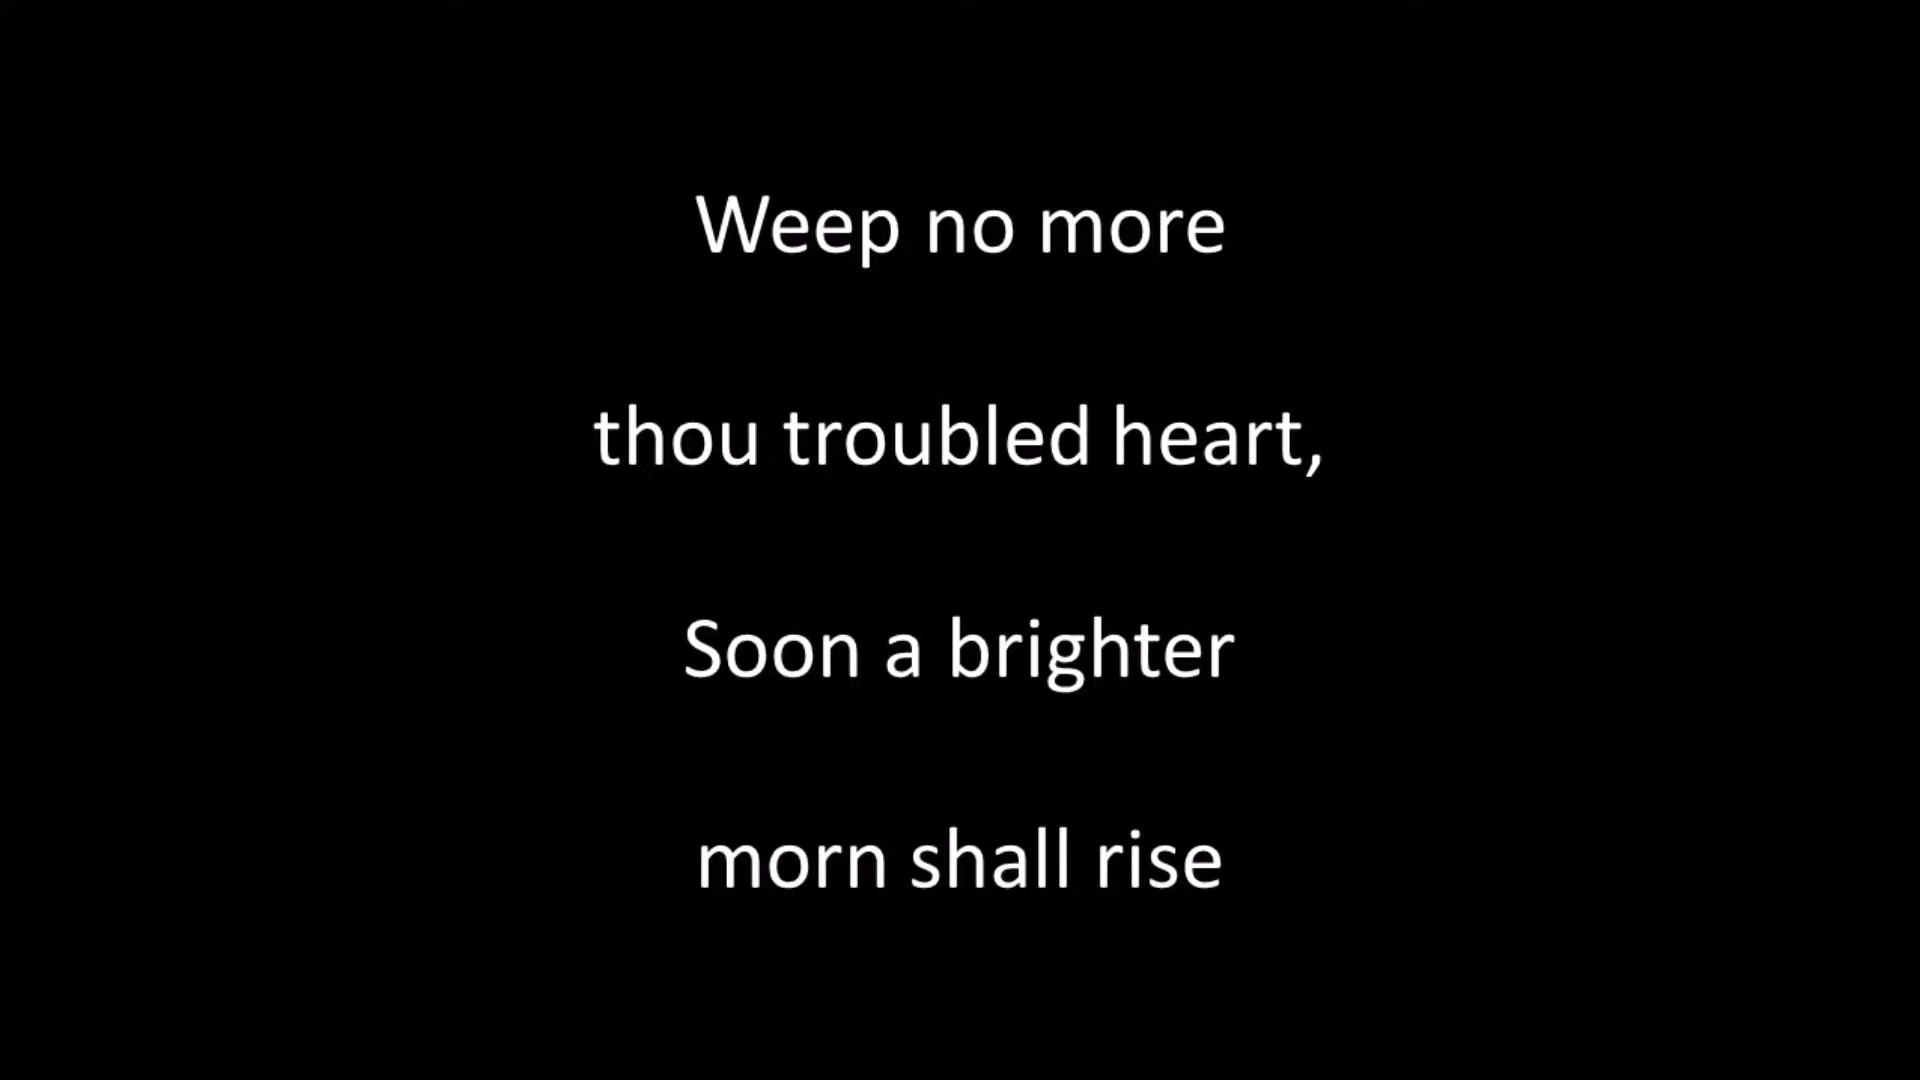 Weep no more
thou troubled heart,
Soon a brighter
morn shall rise